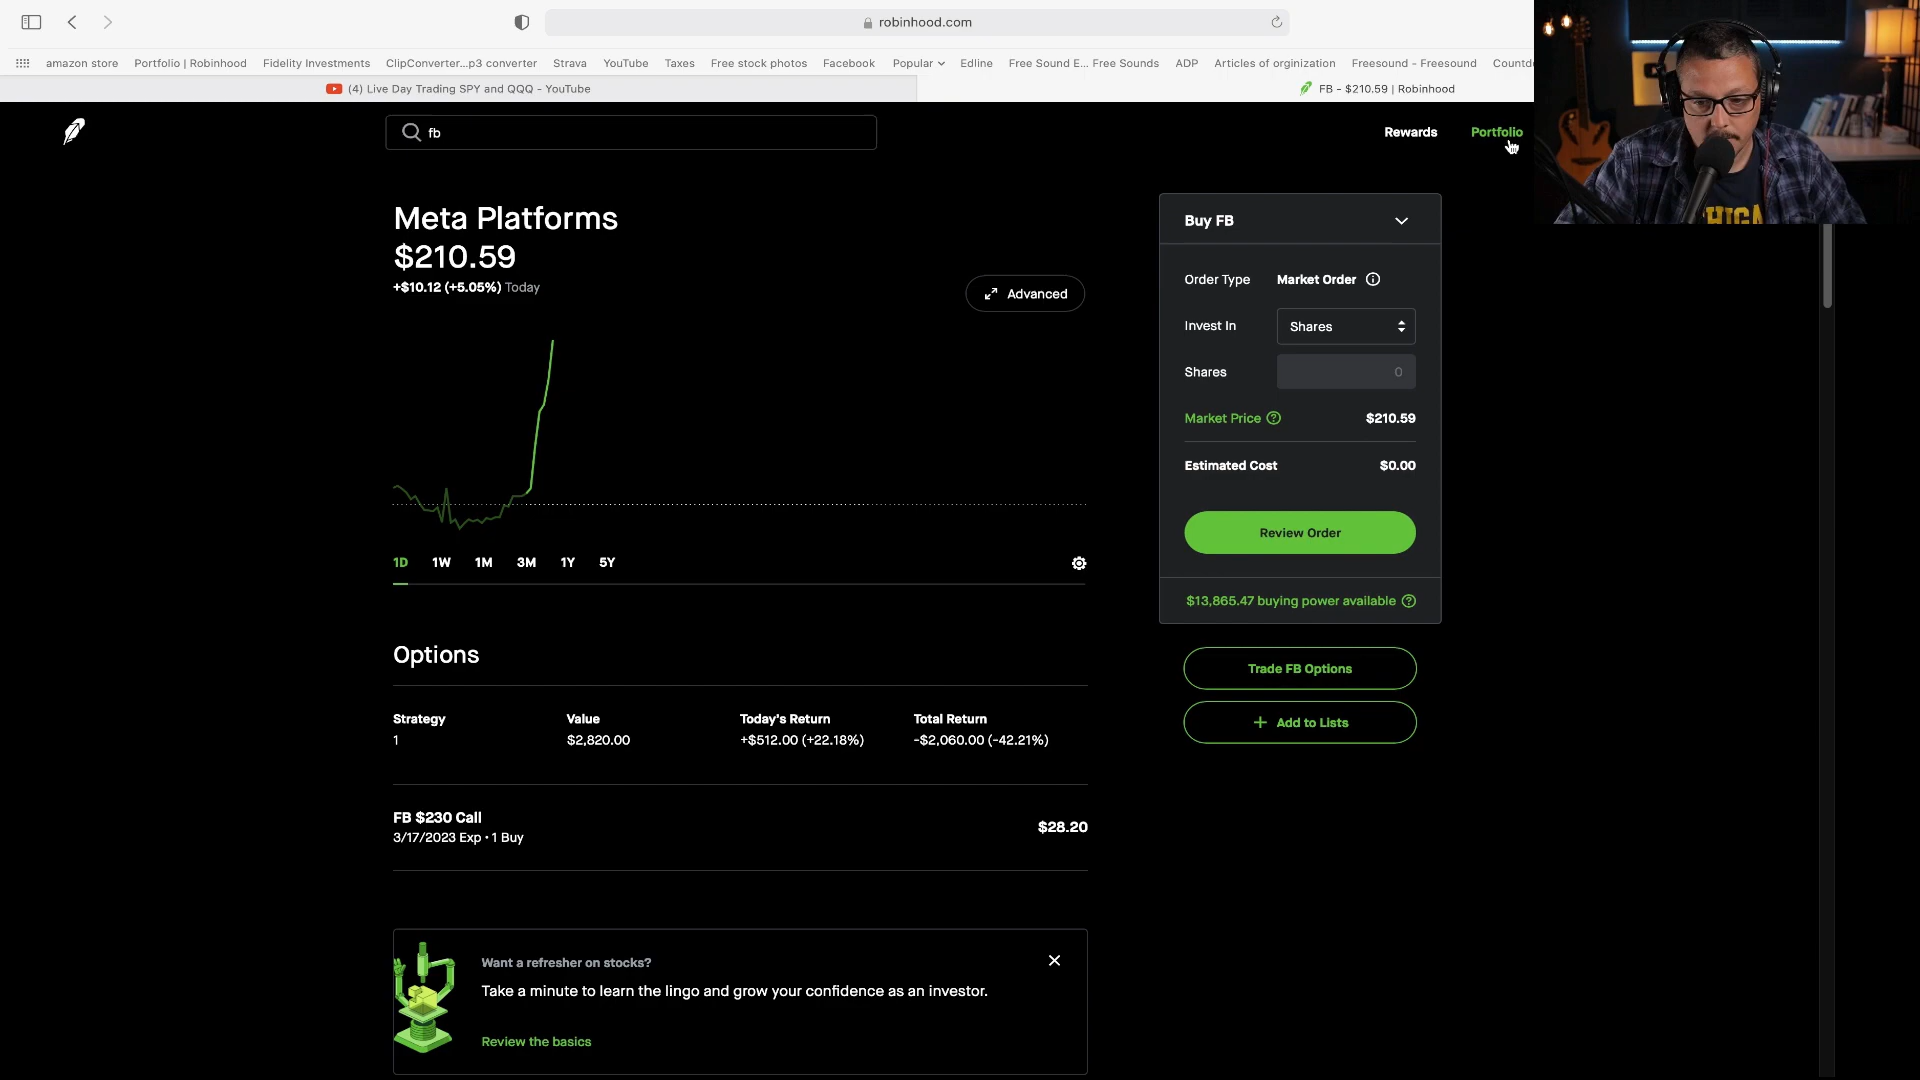 robinhood.com
amazon store
Portfolio | Robinhood
Fidelity Investments
ClipConverter...p3 converter
Strava
YouTube
Taxes
Free stock photos
Facebook
Popular
Edline
Free Sound E... Free Sounds
ADP
Articles of orginization
Freesound - Freesound
Countd
(4) Live Day Trading SPY and QQQ - YouTube
FB - $210.59 | Robinhood
fb
Rewards
Portfolio
Meta Platforms
$210.59
+$10.12 (+5.05%) Today
Advanced
1D 1W 1M 3M 1Y 5Y
Buy FB
Order Type Market Order
Invest In Shares
Shares 0
Market Price $210.59
Estimated Cost $0.00
Review Order
$13,865.47 buying power available
Trade FB Options
+ Add to Lists
Options
Strategy Value Today's Return Total Return
1 $2,820.00 +$512.00 (+22.18%) -$2,060.00 (-42.21%)
FB $230 Call
3/17/2023 Exp • 1 Buy
$28.20
Want a refresher on stocks?
Take a minute to learn the lingo and grow your confidence as an investor.
Review the basics